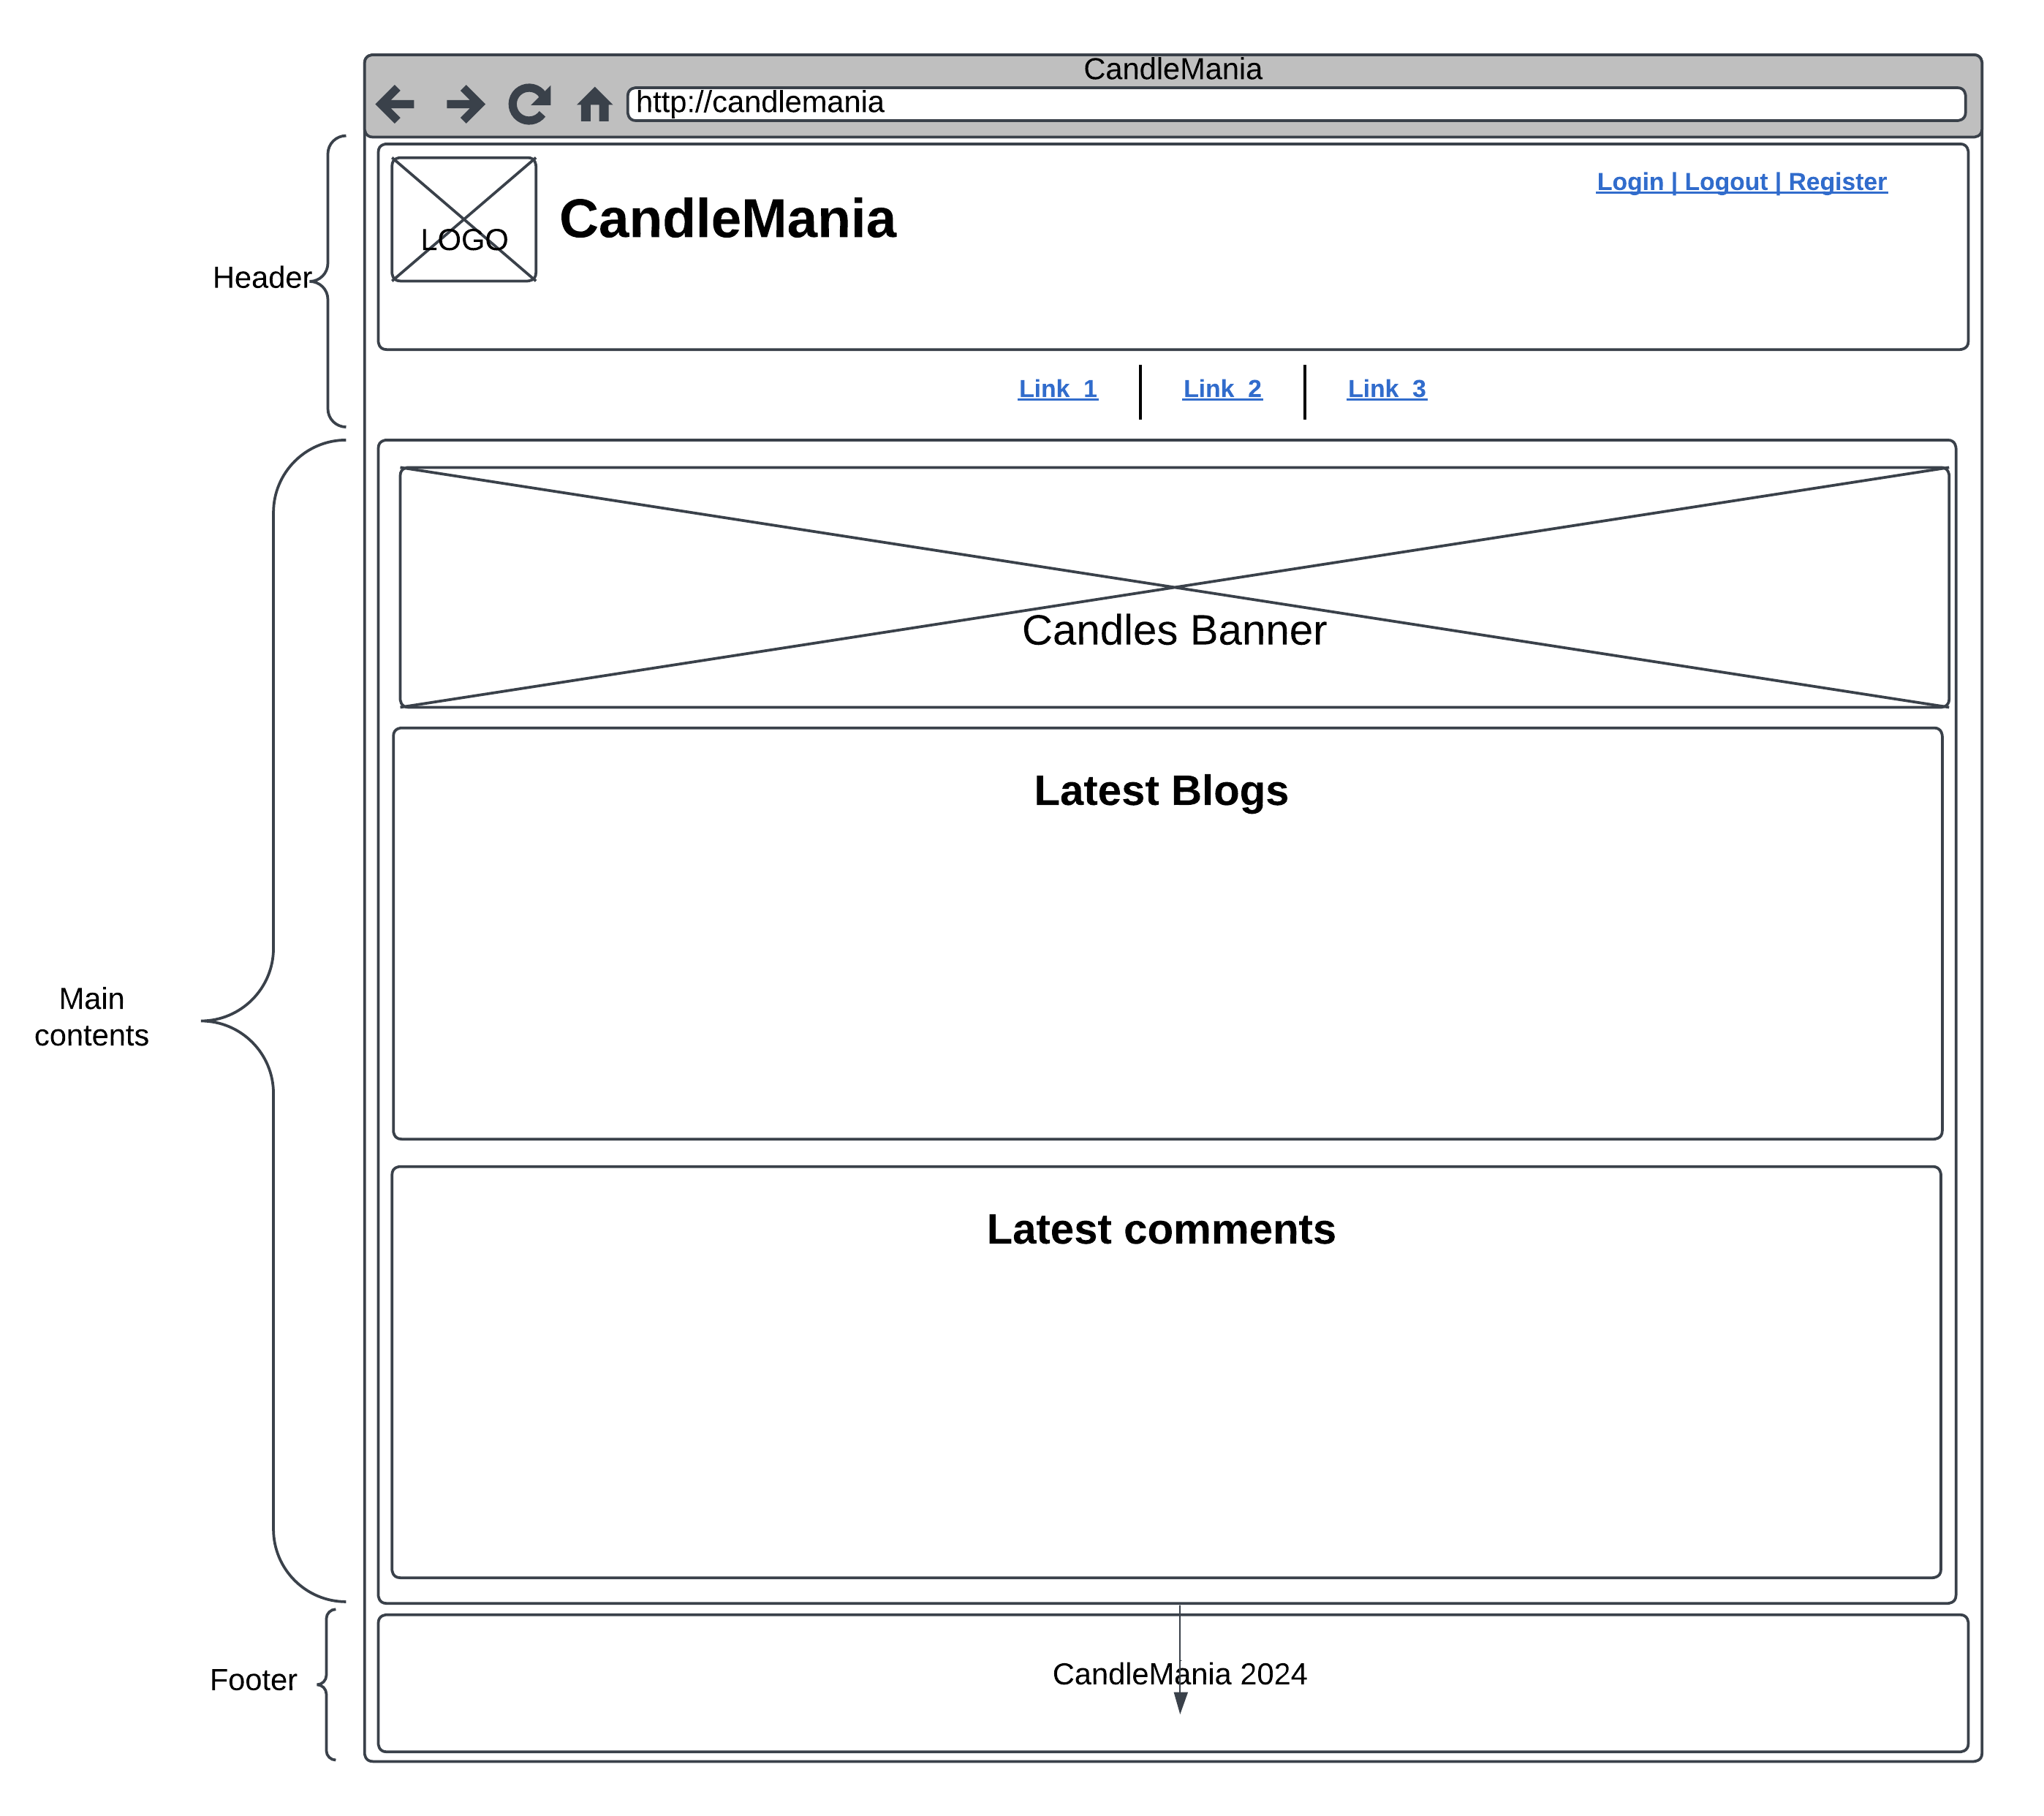 CandleMania
http://candlemania
LOGO
CandleMania
Login | Logout | Register
Header
Link 1
Link 2
Link 3
Candles Banner
Latest Blogs
Main
contents
Latest comments
Footer
CandleMania 2024